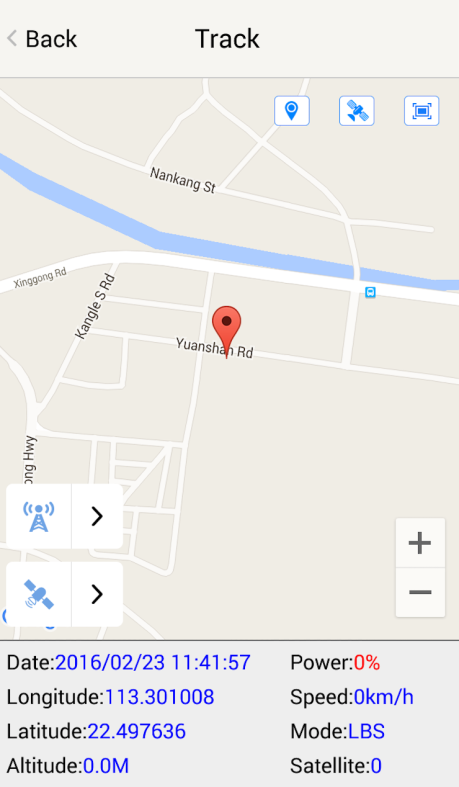 Back
Track
Nankang St
Xinggong Rd
Kangle S Rd
Yuanshan Rd
ong Hwy
Date:2016/02/23 11:41:57
Power:0%
Longitude:113.301008
Speed:0km/h
Latitude:22.497636
Mode:LBS
Altitude:0.0M
Satellite:0